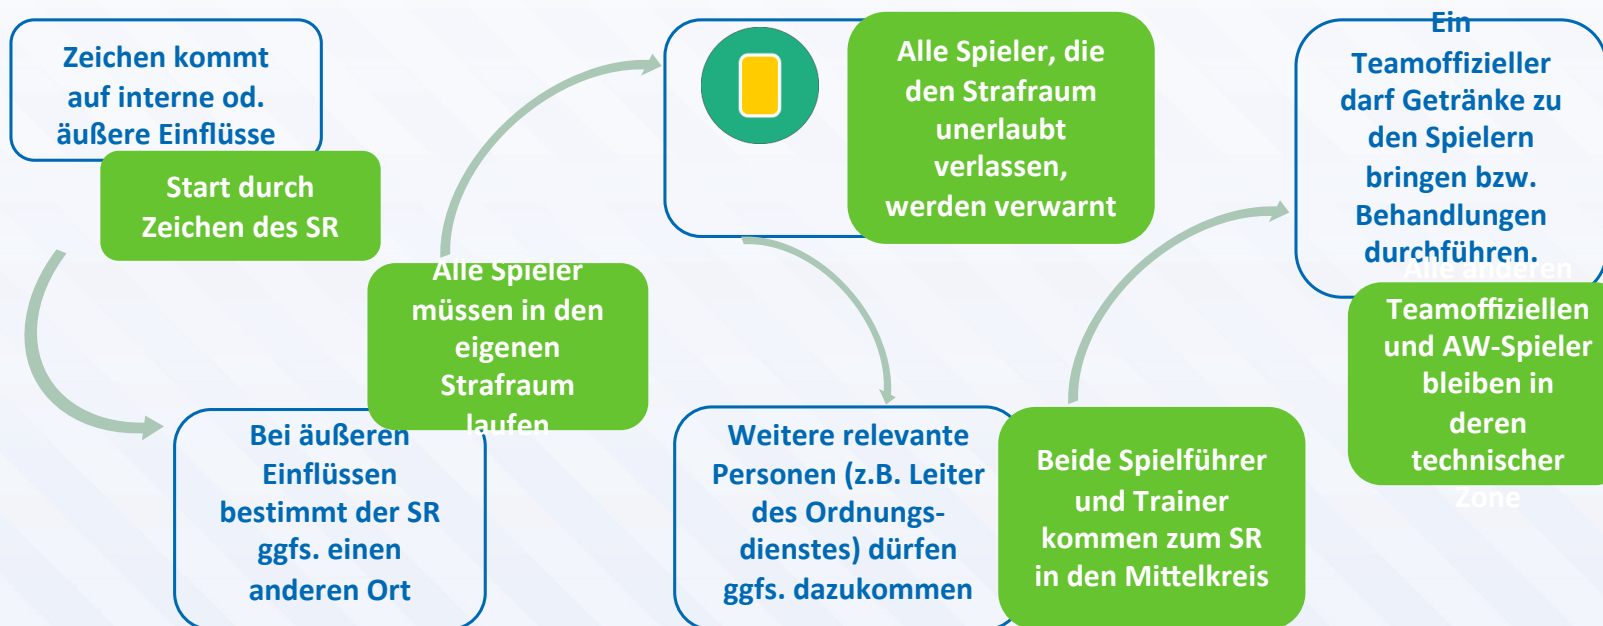 Zeichen kommt
auf interne od.
äußere Einflüsse
Start durch
Zeichen des SR
Bei äußeren
Einflüssen
bestimmt der SR
ggfs. einen
anderen Ort
Alle Spieler
müssen in den
eigenen
Strafraum
laufen
Alle Spieler, die
den Strafraum
unerlaubt
verlassen,
werden verwarnt
Weitere relevante
Personen (z.B. Leiter
des Ordnungs-
dienstes) dürfen
ggfs. dazukommen
Beide Spielführer
und Trainer
kommen zum SR
in den Mittelkreis
Ein
Teamoffizieller
darf Getränke zu
den Spielern
bringen bzw.
Behandlungen
durchführen.
Alle anderen
Teamoffiziellen
und AW-Spieler
bleiben in
deren
technischer
Zone